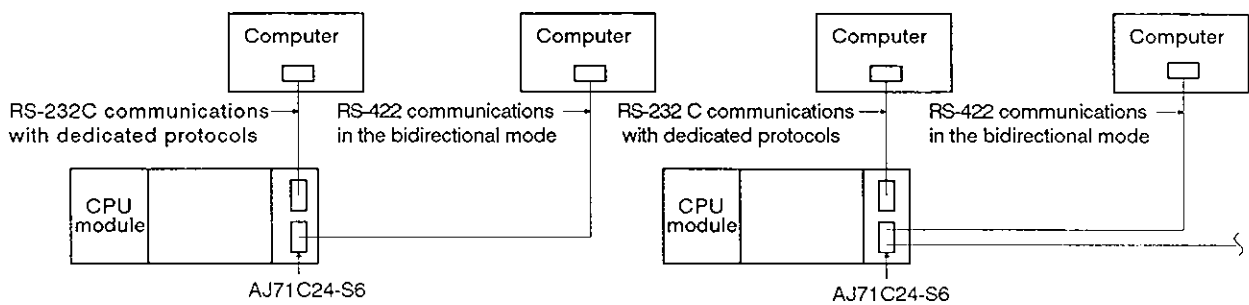 Computer
Computer
Computer
Computer
RS-232C communications
with dedicated protocols
RS-422 communications
in the bidirectional mode
RS-232 C communications
with dedicated protocols
RS-422 communications
in the bidirectional mode
CPU
module
CPU
module
AJ71C24-S6
AJ71C24-S6